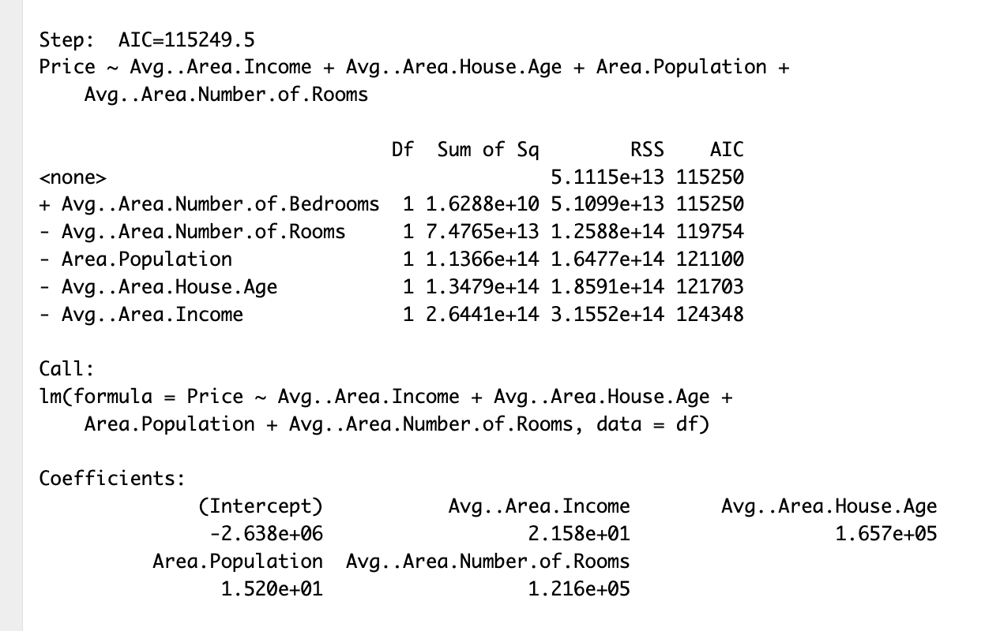 Step:  AIC=115249.5
Price ~ Avg..Area.Income + Avg..Area.House.Age + Area.Population +
    Avg..Area.Number.of.Rooms
                               Df  Sum of Sq        RSS    AIC
<none>                                       5.1115e+13 115250
+ Avg..Area.Number.of.Bedrooms  1 1.6288e+10 5.1099e+13 115250
- Avg..Area.Number.of.Rooms     1 7.4765e+13 1.2588e+14 119754
- Area.Population               1 1.1366e+14 1.6477e+14 121100
- Avg..Area.House.Age           1 1.3479e+14 1.8591e+14 121703
- Avg..Area.Income              1 2.6441e+14 3.1552e+14 124348
Call:
lm(formula = Price ~ Avg..Area.Income + Avg..Area.House.Age +
    Area.Population + Avg..Area.Number.of.Rooms, data = df)
Coefficients:
              (Intercept)           Avg..Area.Income        Avg..Area.House.Age
               -2.638e+06                  2.158e+01                  1.657e+05
          Area.Population  Avg..Area.Number.of.Rooms
                1.520e+01                  1.216e+05